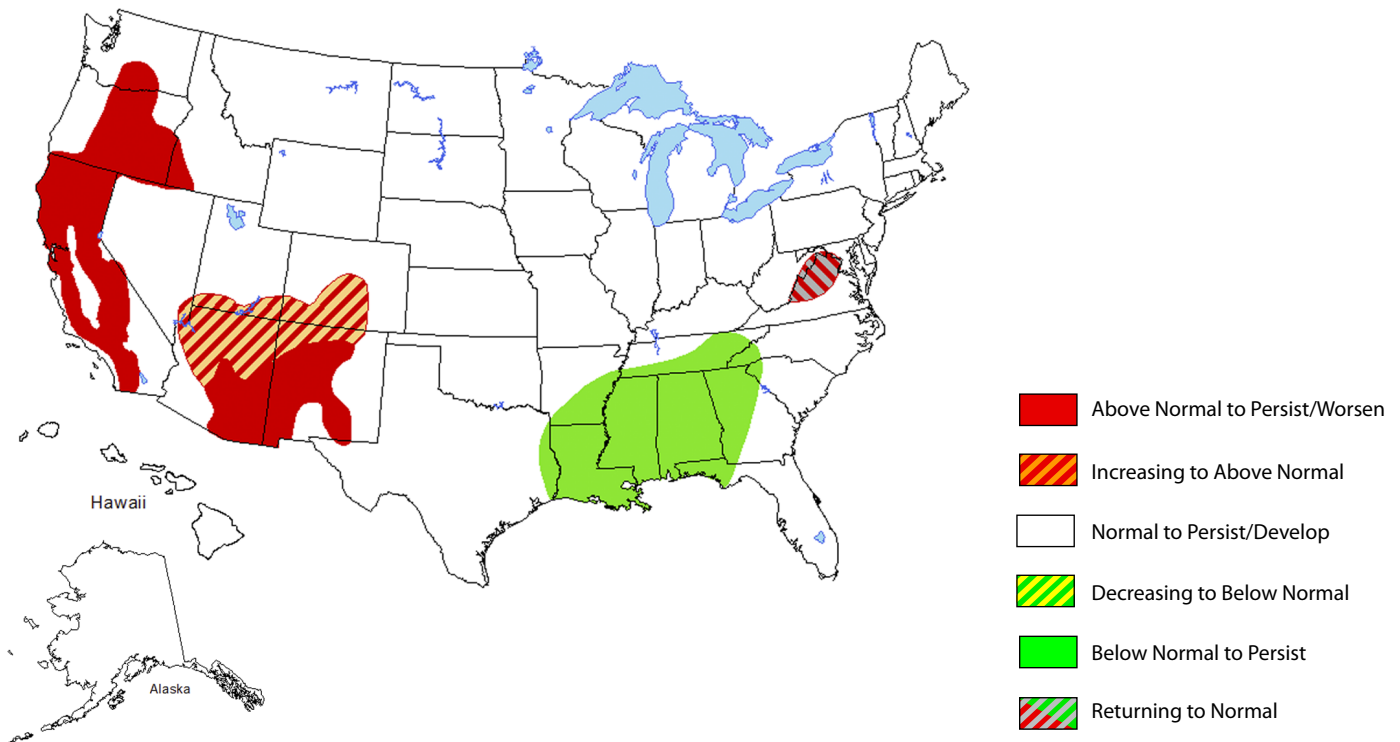 Hawaii
Alaska
Above Normal to Persist/Worsen
Increasing to Above Normal
Normal to Persist/Develop
Decreasing to Below Normal
Below Normal to Persist
Returning to Normal